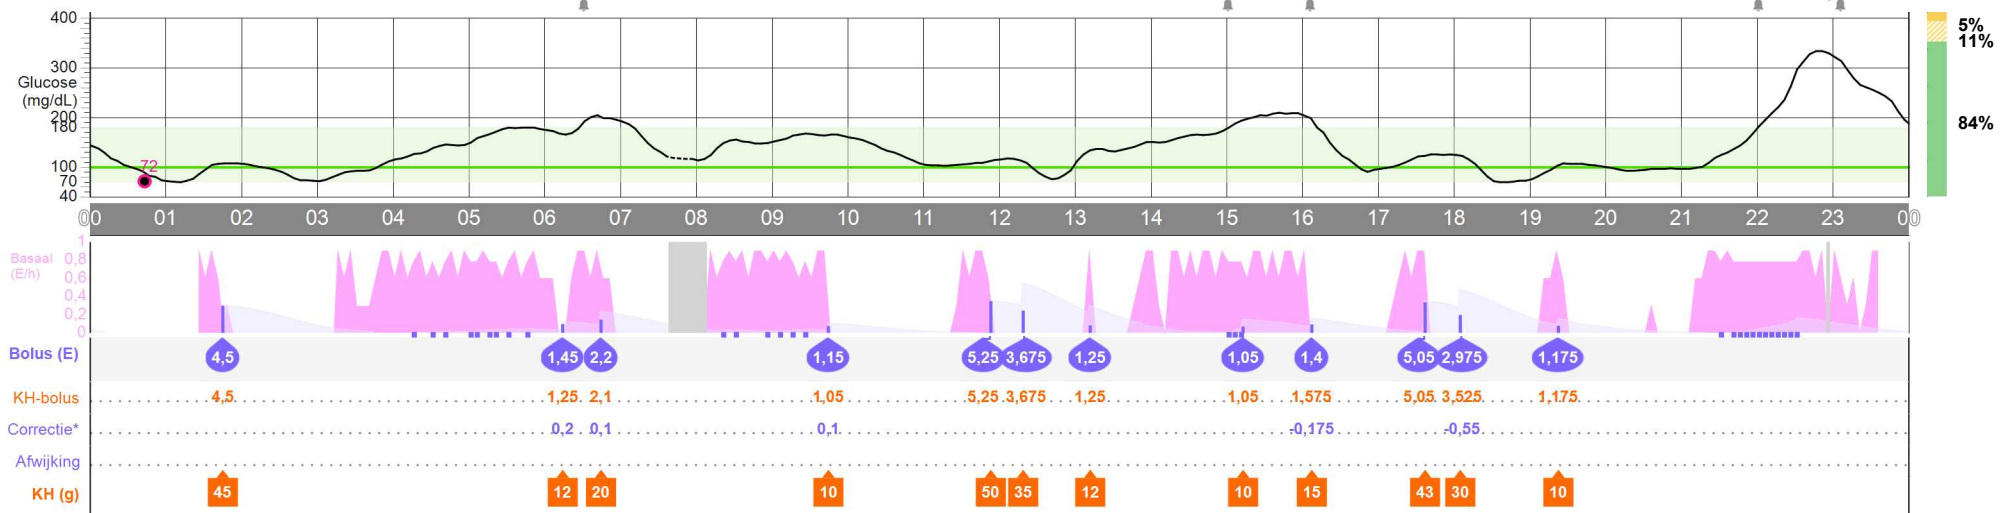 400
300
Glucose
(mg/dL)
200
180
100
70
40
72
5%
11%
84%
00 01 02 03 04 05 06 07 08 09 10 11 12 13 14 15 16 17 18 19 20 21 22 23 00
Basaal
(E/h)
1
0,8
0,6
0,4
0,2
0
Bolus (E) 4,5 1,45 2,2 1,15 5,25 3,675 1,25 1,05 1,4 5,05 2,975 1,175
KH-bolus 4,5 1,25 2,1 1,05 5,25 3,675 1,25 1,05 1,575 5,05 3,525 1,175
Correctie* 0,2 0,1 0,1 -0,175 -0,55
Afwijking
KH (g) 45 12 20 10 50 35 12 10 15 43 30 10